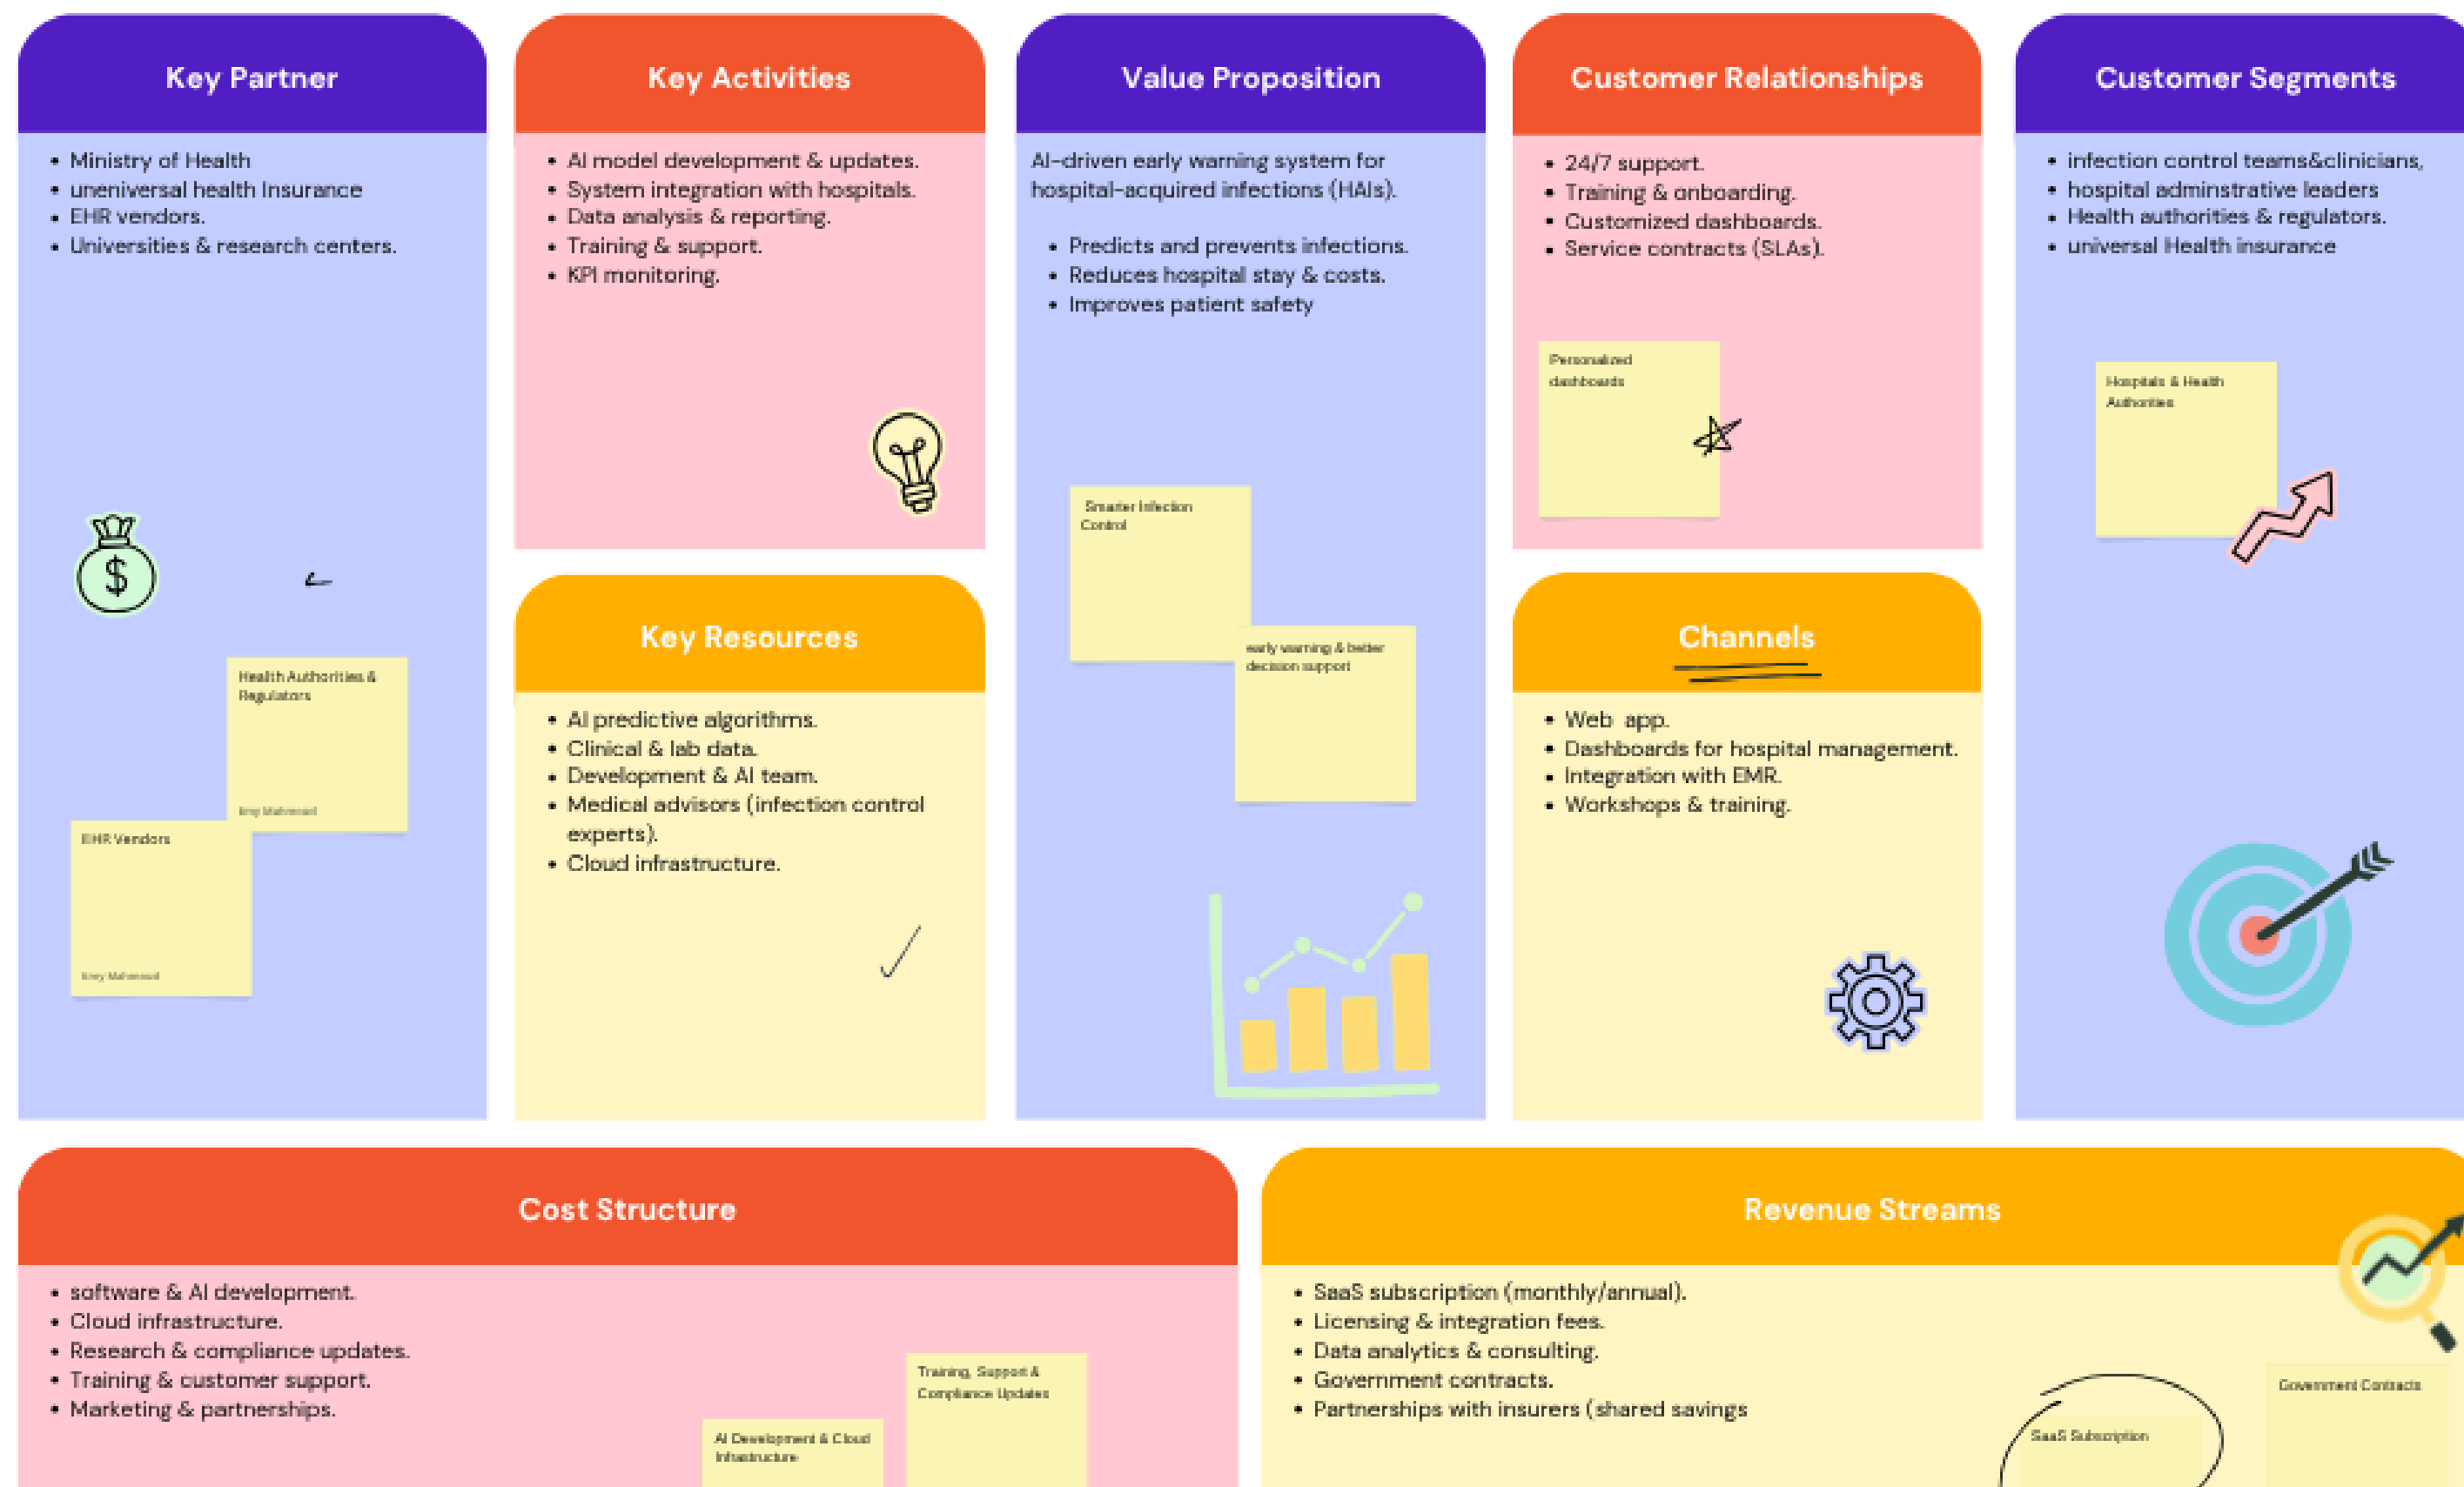 Key Partner
Ministry of Health
uneniversal health Insurance
EHR vendors.
Universities & research centers.
Health Authorities &
Regulators
EHR Vendors
Key Activities
AI model development & updates.
System integration with hospitals.
Data analysis & reporting.
Training & support.
KPI monitoring.
Key Resources
AI predictive algorithms.
Clinical & lab data.
Development & AI team.
Medical advisors (infection control
experts).
Cloud infrastructure.
Value Proposition
AI-driven early warning system for
hospital-acquired infections (HAIs).
Predicts and prevents infections.
Reduces hospital stay & costs.
Improves patient safety
Smarter Infection
Control
early warning & better
decision support
Customer Relationships
24/7 support.
Training & onboarding.
Customized dashboards.
Service contracts (SLAs).
Personalized
dashboards
Channels
Web app.
Dashboards for hospital management.
Integration with EMR.
Workshops & training.
Customer Segments
infection control teams&clinicians,
hospital adminstrative leaders
Health authorities & regulators.
universal Health insurance
Hospitals & Health
Authorities
Cost Structure
software & AI development.
Cloud infrastructure.
Research & compliance updates.
Training & customer support.
Marketing & partnerships.
Training, Support &
Compliance Updates
AI Development & Cloud
Infrastructure
Revenue Streams
SaaS subscription (monthly/annual).
Licensing & integration fees.
Data analytics & consulting.
Government contracts.
Partnerships with insurers (shared savings
Government Contracts
SaaS Subscription